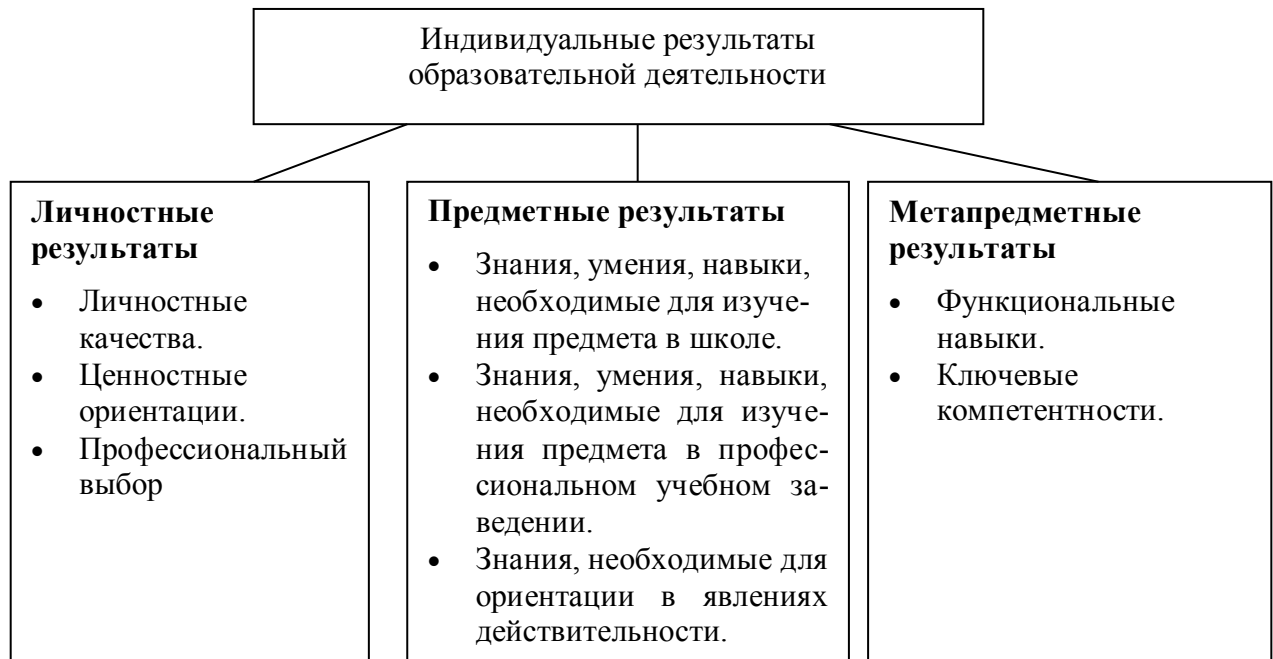 Индивидуальные результаты
образовательной деятельности
Личностные
результаты
• Личностные
качества.
• Ценностные
ориентации.
• Профессиональный
выбор
Предметные результаты
• Знания, умения, навыки,
необходимые для изуче-
ния предмета в школе.
• Знания, умения, навыки,
необходимые для изуче-
ния предмета в профес-
сиональном учебном за-
ведении.
• Знания, необходимые для
ориентации в явлениях
действительности.
Метапредметные
результаты
• Функциональные
навыки.
• Ключевые
компетентности.